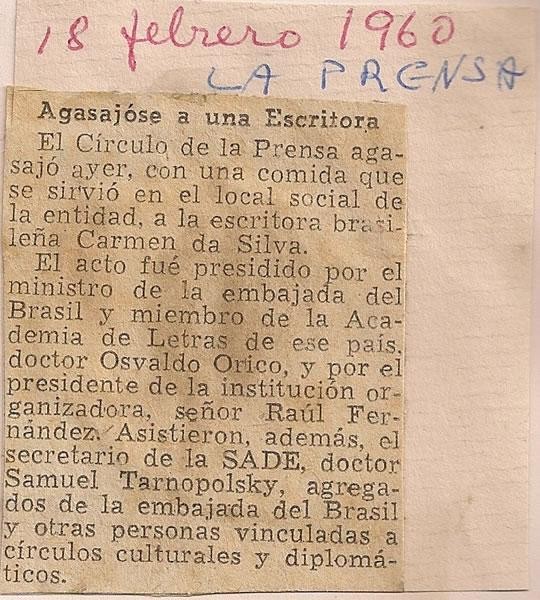 18 febrero 1960
LA PRENSA
Agasajóse a una Escritora
El Círculo de la Prensa aga-
sajó ayer, con una comida que
se sirvió en el local social de
la entidad, a la escritora brasi-
leña Carmen da Silva.
El acto fué presidido por el
ministro de la embajada del
Brasil y miembro de la Aca-
demia de Letras de ese país,
doctor Osvaldo Orico, y por el
presidente de la institución or-
ganizadora, señor Raúl Fer-
nández. Asistieron, además, el
secretario de la SADE, doctor
Samuel Tarnopolsky, agrega-
dos de la embajada del Brasil
y otras personas vinculadas a
círculos culturales y diplomá-
ticos.